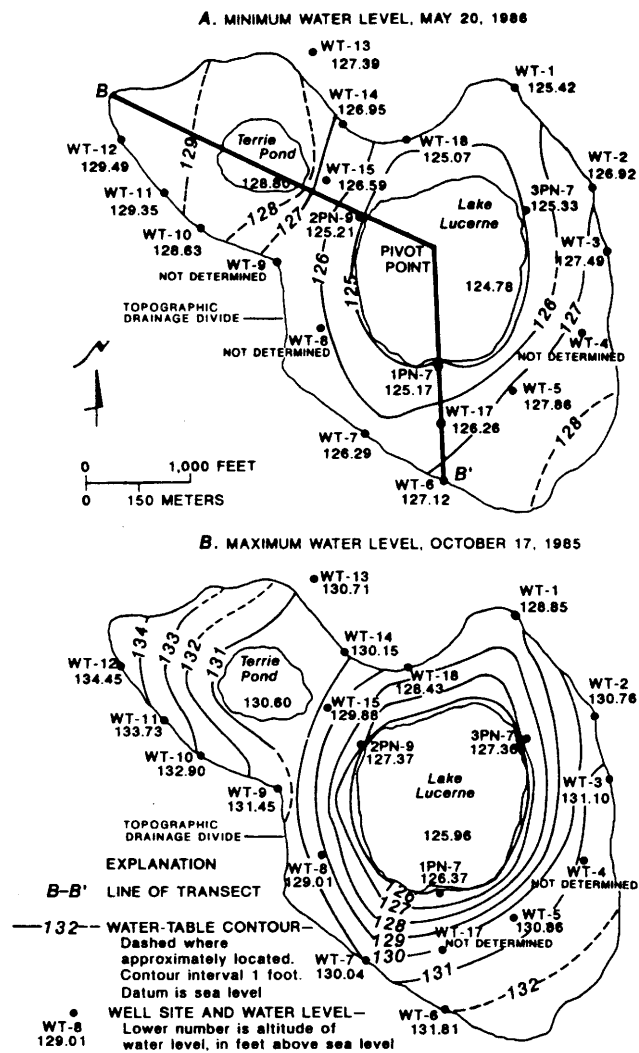 A. MINIMUM WATER LEVEL, MAY 20, 1986
WT-13
127.39
WT-1
125.42
B
WT-14
126.95
129
Terrie
Pond
128.80
WT-18
125.07
WT-12
129.49
WT-2
126.92
WT-15
126.59
WT-11
129.35
Lake
Lucerne
3PN-7
125.33
128
127
2PN-9
125.21
WT-10
128.63
PIVOT
POINT
WT-3
127.49
WT-9
NOT DETERMINED
126
125
124.78
126
127
TOPOGRAPHIC
DRAINAGE DIVIDE
WT-8
NOT DETERMINED
WT-4
NOT DETERMINED
1PN-7
125.17
WT-5
127.86
WT-17
126.26
128
WT-7
126.29
0 1,000 FEET
0 150 METERS
WT-6
127.12
B'
B. MAXIMUM WATER LEVEL, OCTOBER 17, 1985
WT-13
130.71
WT-1
128.85
134
133
132
131
WT-14
130.15
Terrie
Pond
130.60
WT-12
134.45
WT-18
128.43
WT-2
130.76
WT-15
129.88
WT-11
133.73
2PN-9
127.37
3PN-7
127.36
WT-10
132.90
Lake
Lucerne
WT-3
131.10
WT-9
131.45
TOPOGRAPHIC
DRAINAGE DIVIDE
125.96
EXPLANATION
WT-8
129.01
1PN-7
126.37
WT-4
NOT DETERMINED
B-B' LINE OF TRANSECT
126
127
128
129
130
131
132
WT-5
130.86
WT-17
NOT DETERMINED
132 WATER-TABLE CONTOUR—
Dashed where
approximately located.
Contour interval 1 foot.
Datum is sea level
WT-7
130.04
WT-6
131.81
WELL SITE AND WATER LEVEL—
WT-8
129.01
Lower number is altitude of
water level, in feet above sea level